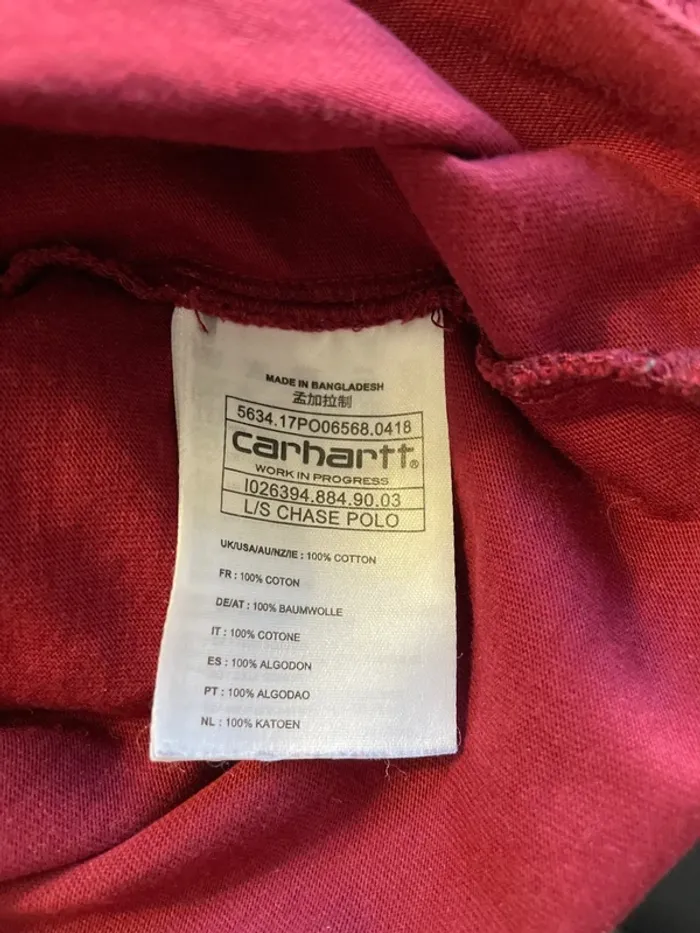 MADE IN BANGLADESH
孟加拉制
5634.17PO06568.0418
carhartt®
WORK IN PROGRESS
I026394.884.90.03
L/S CHASE POLO
UK/USA/AU/NZ/IE : 100% COTTON
FR : 100% COTON
DE/AT : 100% BAUMWOLLE
IT : 100% COTONE
ES : 100% ALGODON
PT : 100% ALGODAO
NL : 100% KATOEN